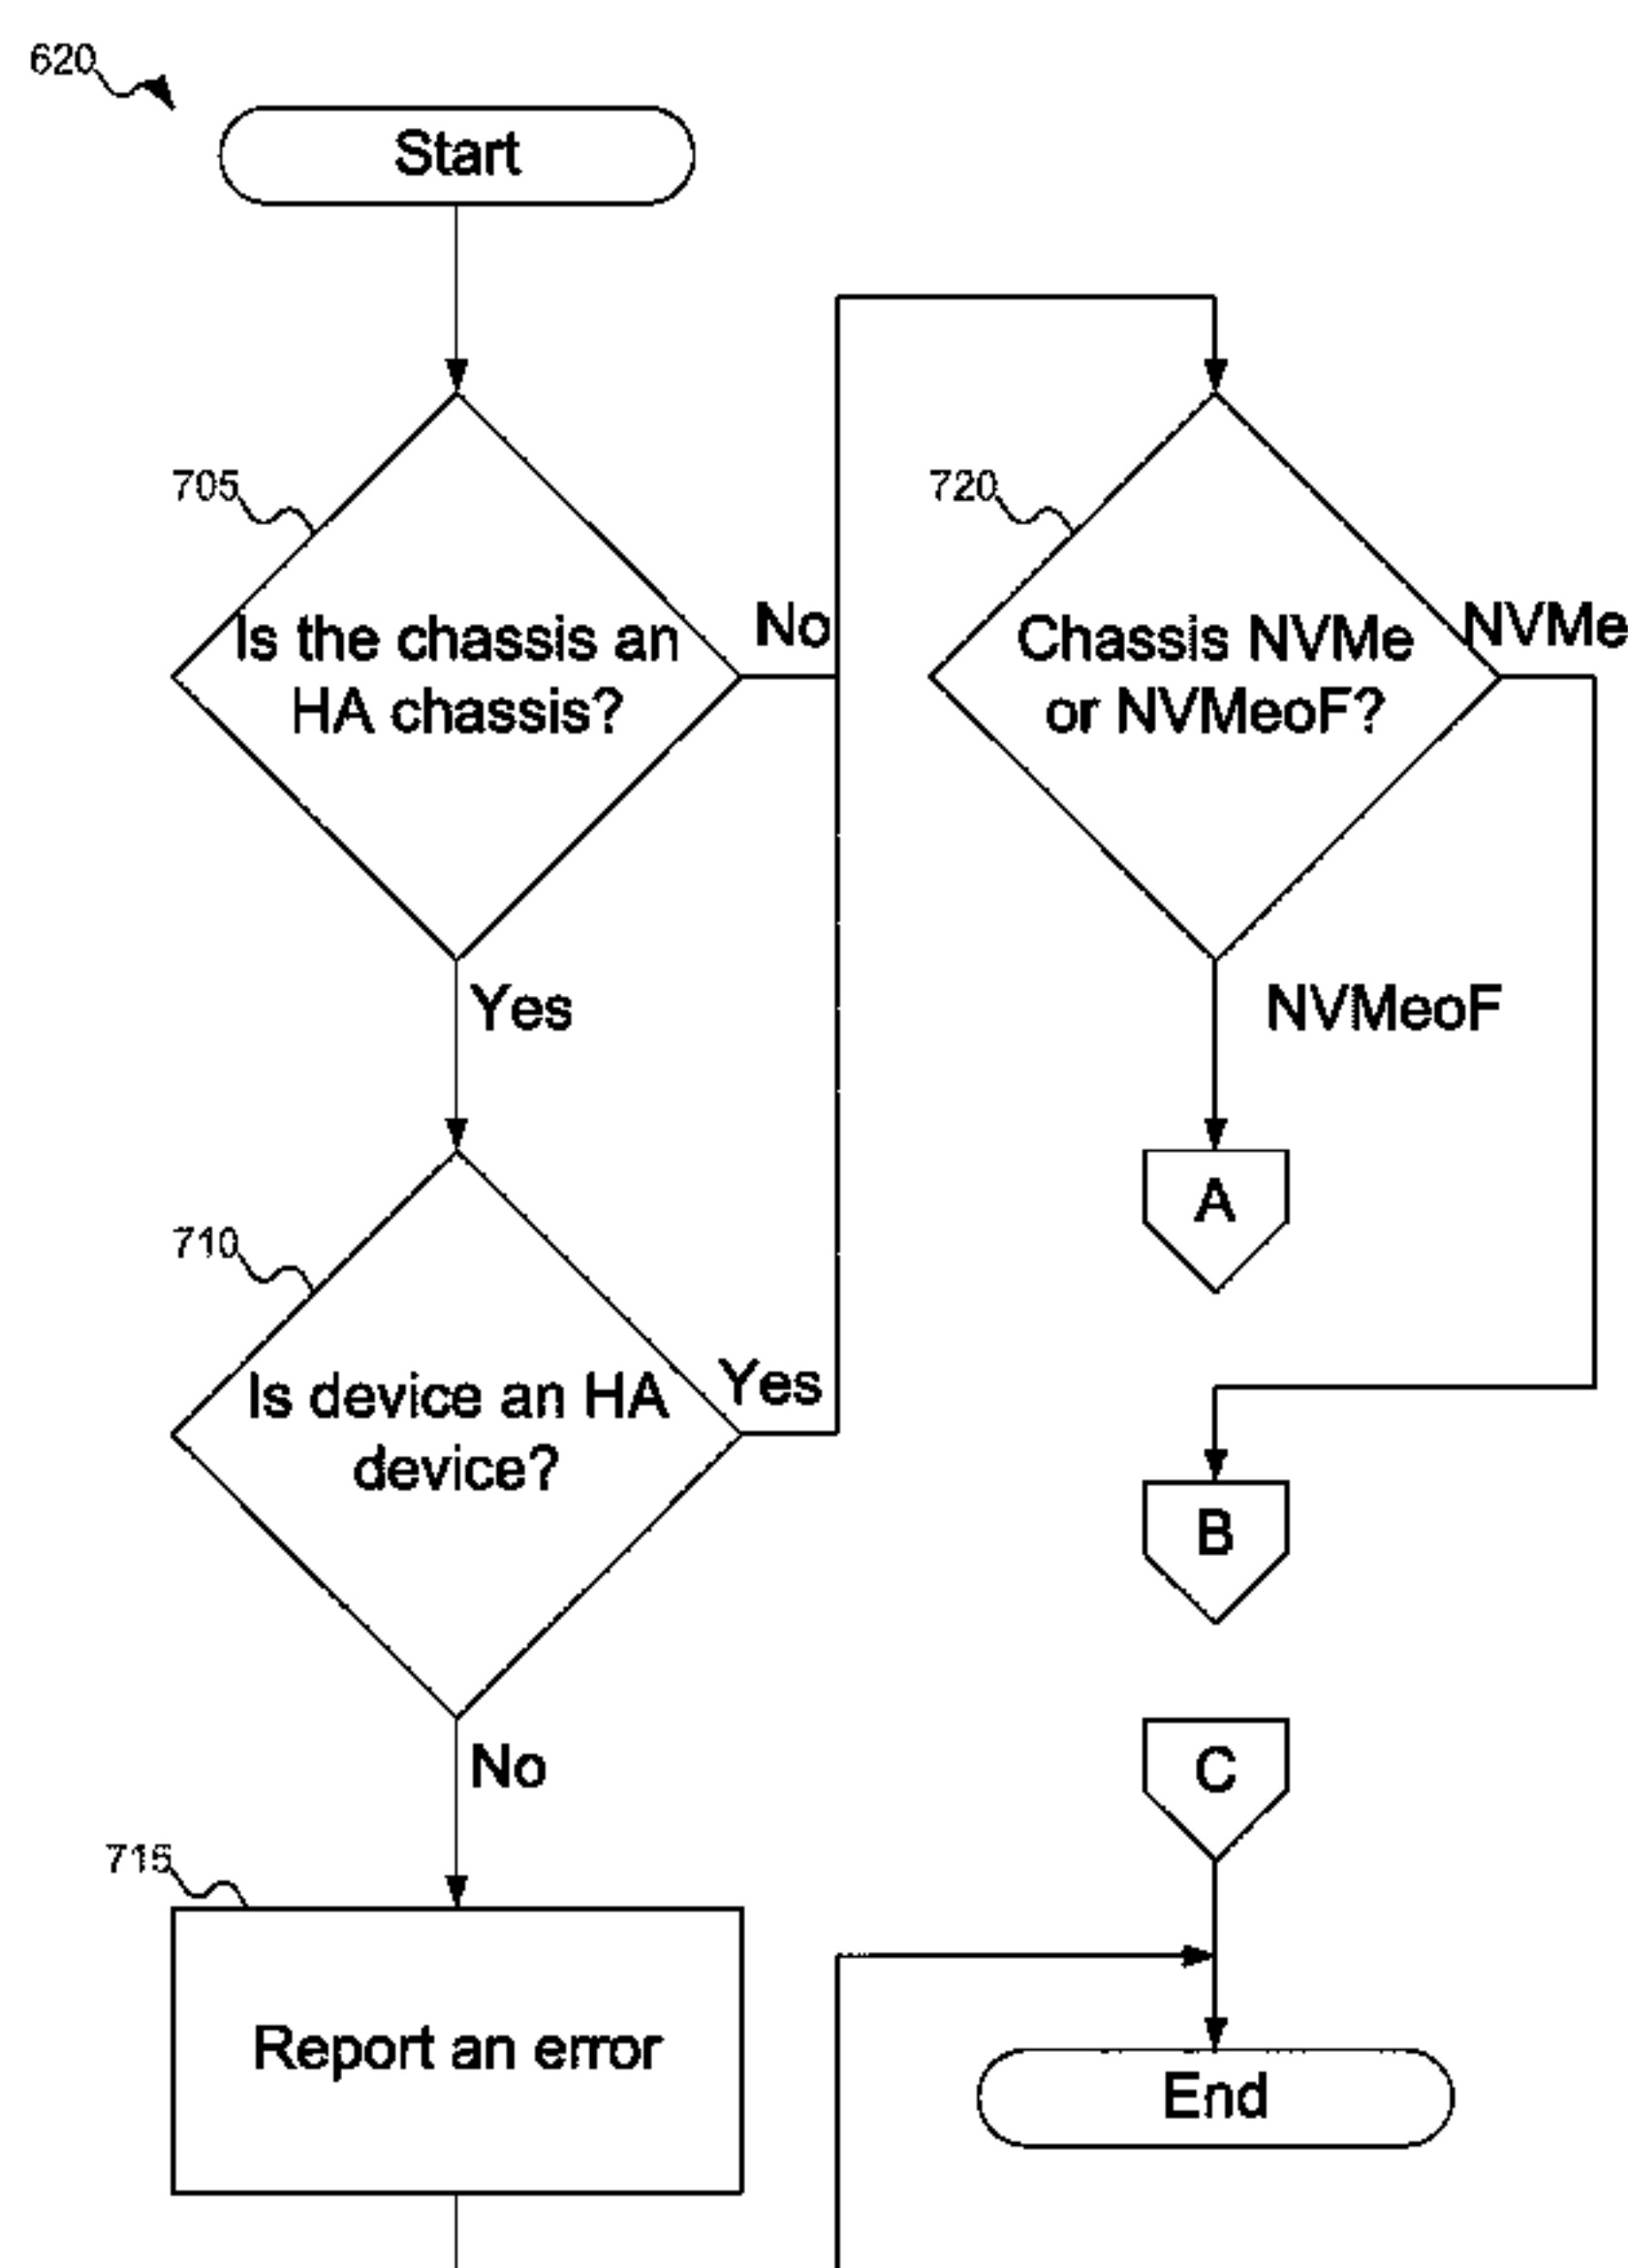 620
Start
705
Is the chassis an
HA chassis?
No
Yes
710
Is device an HA
device?
Yes
No
715
Report an error
720
Chassis NVMe
or NVMeoF?
NVMe
NVMeoF
A
B
C
End